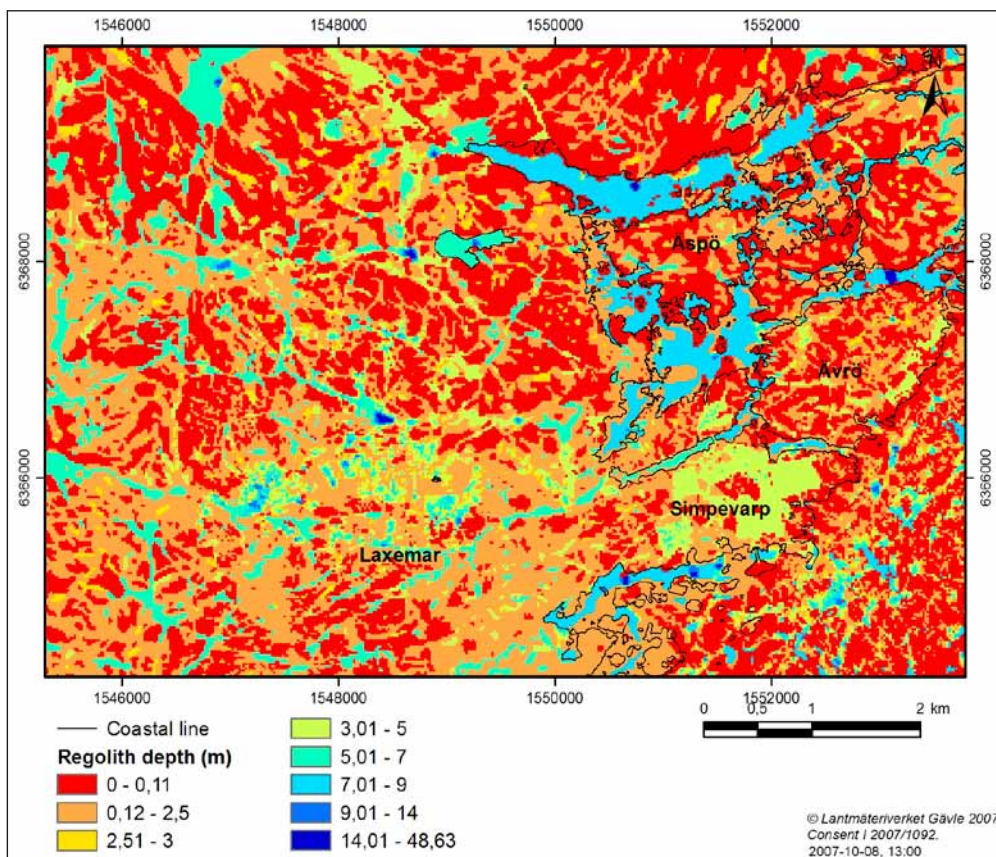 1546000 1548000 1550000 1552000
6368000 6368000
Äspö
Ävrö
6366000 6366000
Simpevarp
Laxemar
1546000 1548000 1550000 1552000
Coastal line
Regolith depth (m)
0 - 0,11
0,12 - 2,5
2,51 - 3
3,01 - 5
5,01 - 7
7,01 - 9
9,01 - 14
14,01 - 48,63
0 0,5 1 2 km
© Lantmäteriverket Gävle 2007
Consent I 2007/1092.
2007-10-08, 13:00